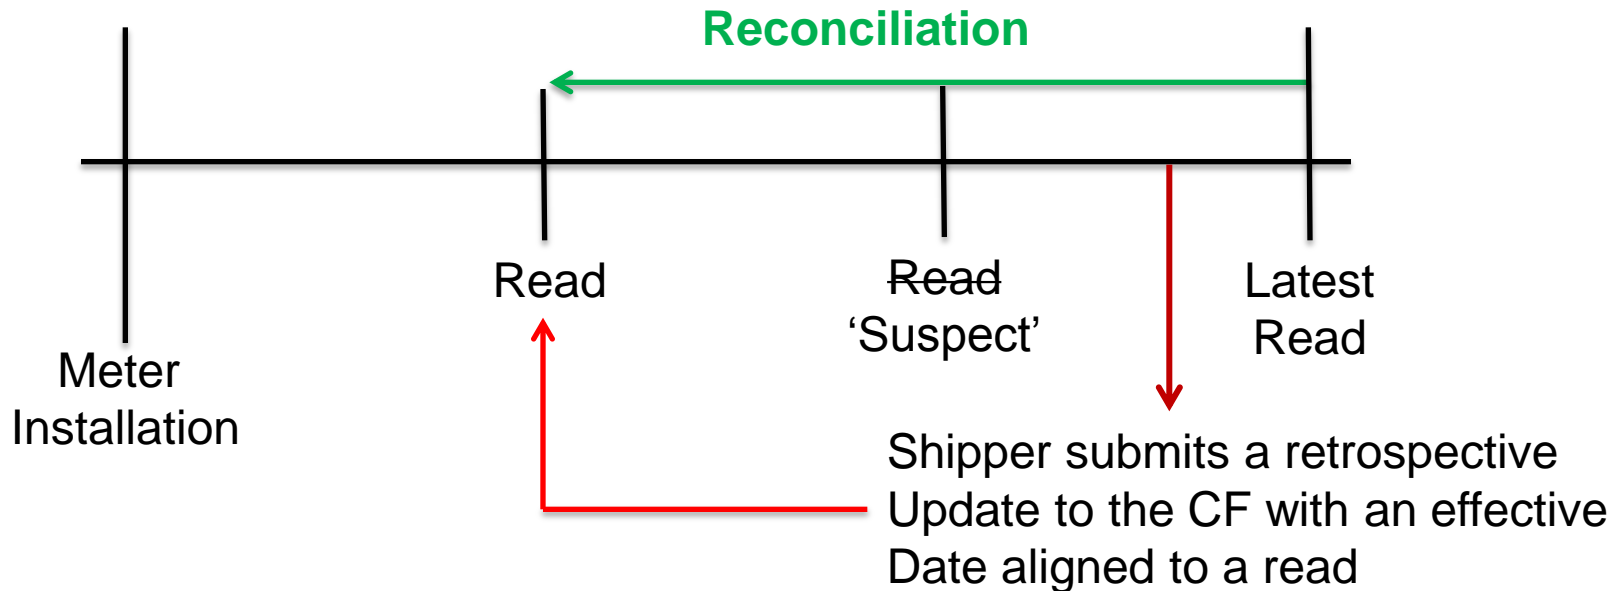 Reconciliation
Read
Read
‘Suspect’
Latest
Read
Meter
Installation
Shipper submits a retrospective
Update to the CF with an effective
Date aligned to a read